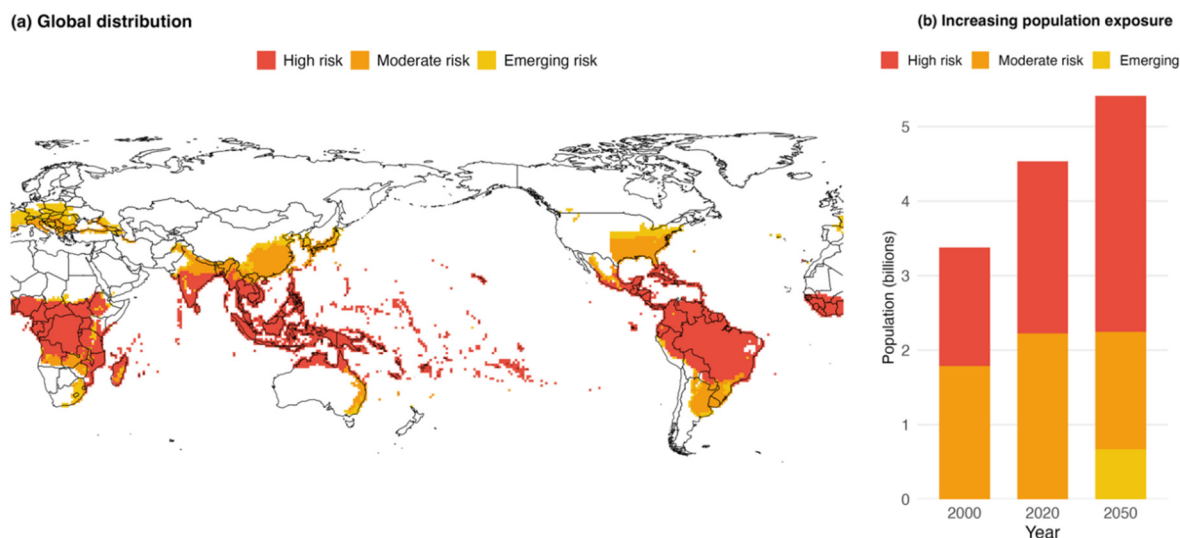 (a) Global distribution
High risk Moderate risk Emerging risk
(b) Increasing population exposure
High risk Moderate risk Emerging
Population (billions)
5
4
3
2
1
0
2000 2020 2050
Year